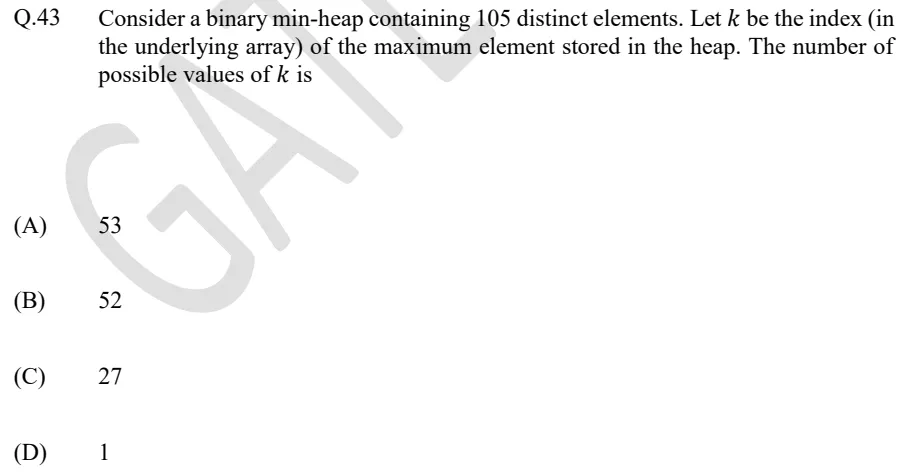 Q.43 Consider a binary min-heap containing 105 distinct elements. Let k be the index (in
the underlying array) of the maximum element stored in the heap. The number of
possible values of k is
(A) 53
(B) 52
(C) 27
(D) 1
GATE